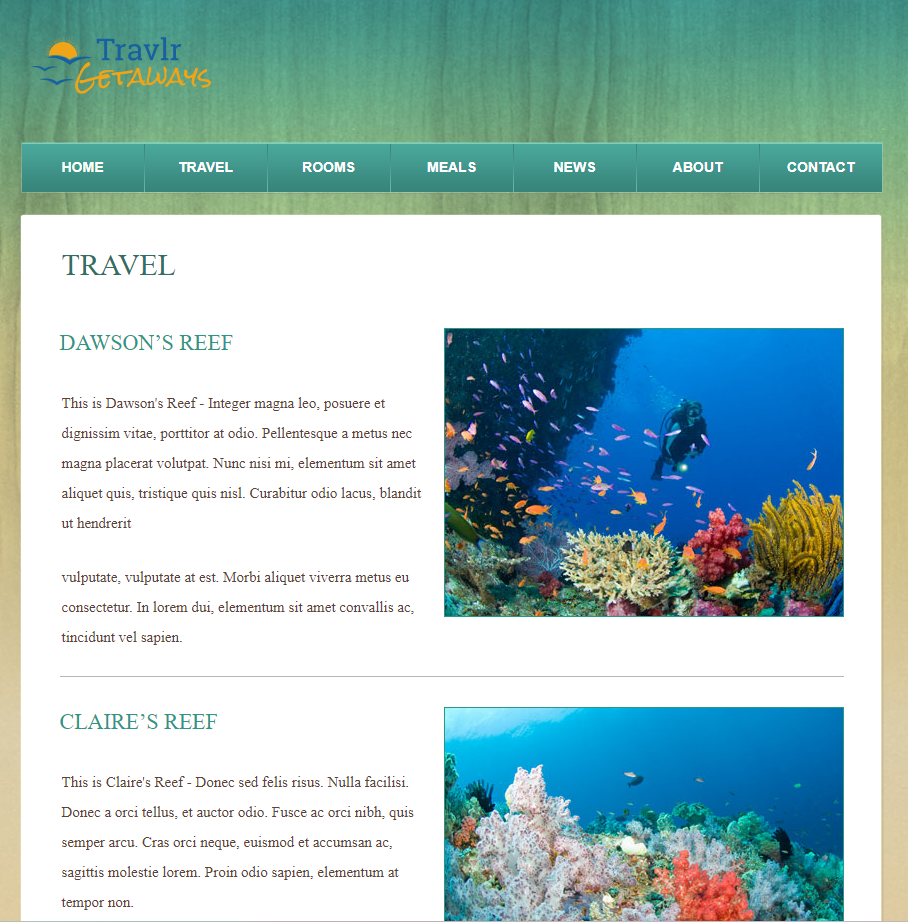 Travlr
Getaways
HOME TRAVEL ROOMS MEALS NEWS ABOUT CONTACT
TRAVEL
DAWSON’S REEF
This is Dawson's Reef - Integer magna leo, posuere et
dignissim vitae, porttitor at odio. Pellentesque a metus nec
magna placerat volutpat. Nunc nisi mi, elementum sit amet
aliquet quis, tristique quis nisl. Curabitur odio lacus, blandit
ut hendrerit
vulputate, vulputate at est. Morbi aliquet viverra metus eu
consectetur. In lorem dui, elementum sit amet convallis ac,
tincidunt vel sapien.
CLAIRE’S REEF
This is Claire's Reef - Donec sed felis risus. Nulla facilisi.
Donec a orci tellus, et auctor odio. Fusce ac orci nibh, quis
semper arcu. Cras orci neque, euismod et accumsan ac,
sagittis molestie lorem. Proin odio sapien, elementum at
tempor non.